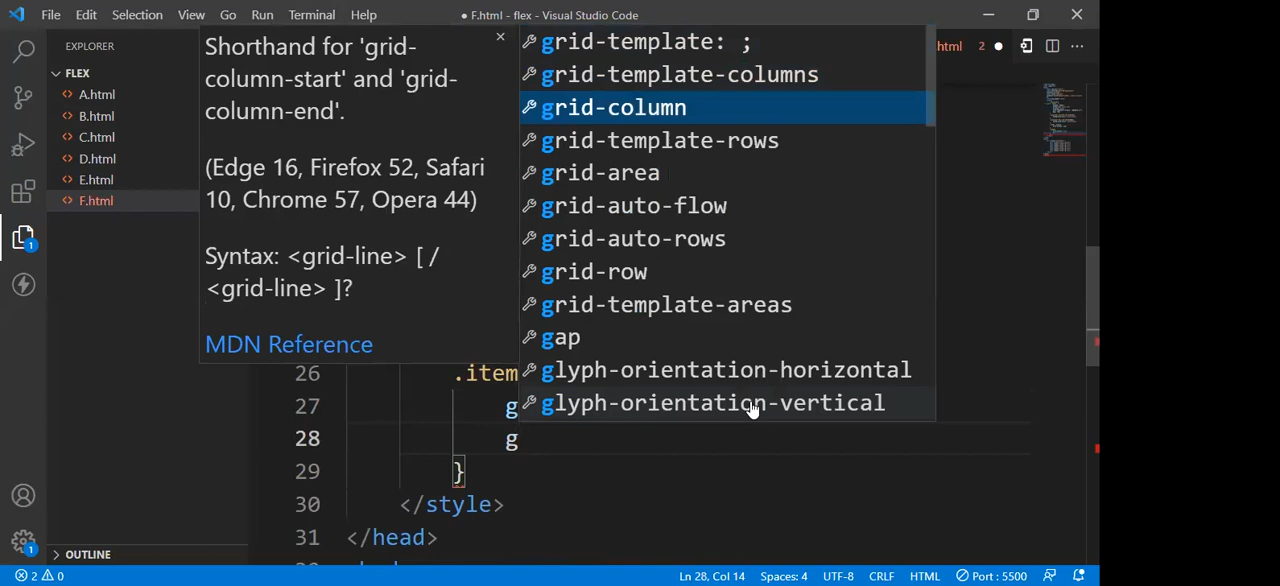 File Edit Selection View Go Run Terminal Help ● F.html - flex - Visual Studio Code
EXPLORER
html 2 ●
FLEX
A.html
B.html
C.html
D.html
E.html
F.html
Shorthand for 'grid-
column-start' and 'grid-
column-end'.
(Edge 16, Firefox 52, Safari
10, Chrome 57, Opera 44)
Syntax: <grid-line> [ /
<grid-line> ]?
MDN Reference
grid-template: ;
grid-template-columns
grid-column
grid-template-rows
grid-area
grid-auto-flow
grid-auto-rows
grid-row
grid-template-areas
gap
glyph-orientation-horizontal
glyph-orientation-vertical
26 .item
27 g
28 g
29 }
30 </style>
31 </head>
1
1
OUTLINE
2 0 Ln 28, Col 14 Spaces: 4 UTF-8 CRLF HTML Port : 5500